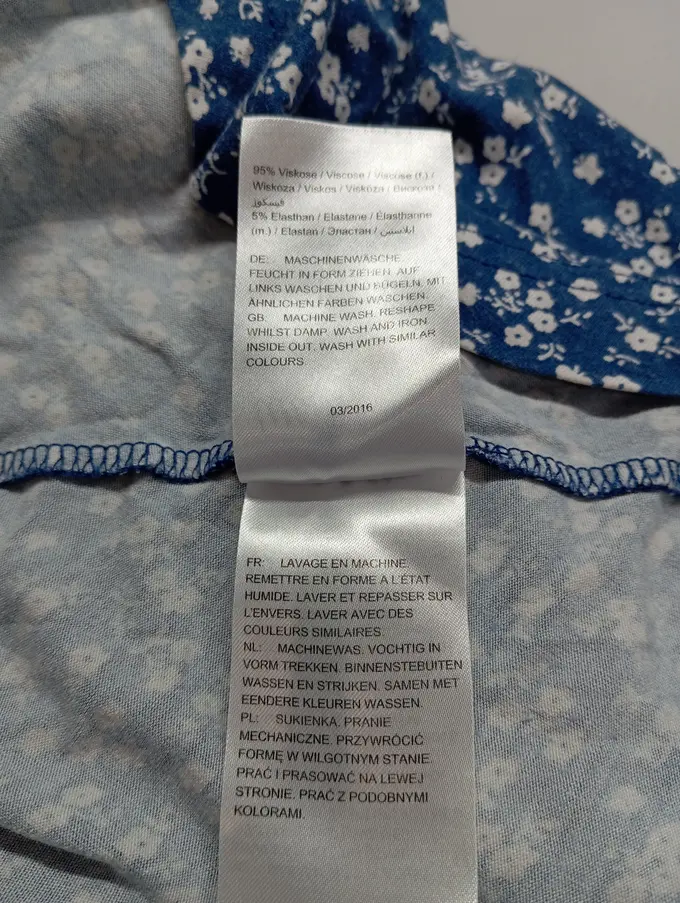 95% Viskose / Viscose / Viscose (f.) /
Wiskoza / Viskos / Viskóza / Вискоза /
فيسكوز
5% Elasthan / Elastane / Élasthanne
(m.) / Elastan / Эластан / ايلاستين
DE: MASCHINENWÄSCHE.
FEUCHT IN FORM ZIEHEN. AUF
LINKS WASCHEN UND BÜGELN. MIT
ÄHNLICHEN FARBEN WASCHEN.
GB: MACHINE WASH. RESHAPE
WHILST DAMP. WASH AND IRON
INSIDE OUT. WASH WITH SIMILAR
COLOURS.
03/2016
FR: LAVAGE EN MACHINE.
REMETTRE EN FORME A L'ÉTAT
HUMIDE. LAVER ET REPASSER SUR
L'ENVERS. LAVER AVEC DES
COULEURS SIMILAIRES.
NL: MACHINEWAS. VOCHTIG IN
VORM TREKKEN. BINNENSTEBUITEN
WASSEN EN STRIJKEN. SAMEN MET
EENDERE KLEUREN WASSEN.
PL: SUKIENKA. PRANIE
MECHANICZNE. PRZYWRÓCIĆ
FORMĘ W WILGOTNYM STANIE.
PRAĆ I PRASOWAĆ NA LEWEJ
STRONIE. PRAĆ Z PODOBNYMI
KOLORAMI.